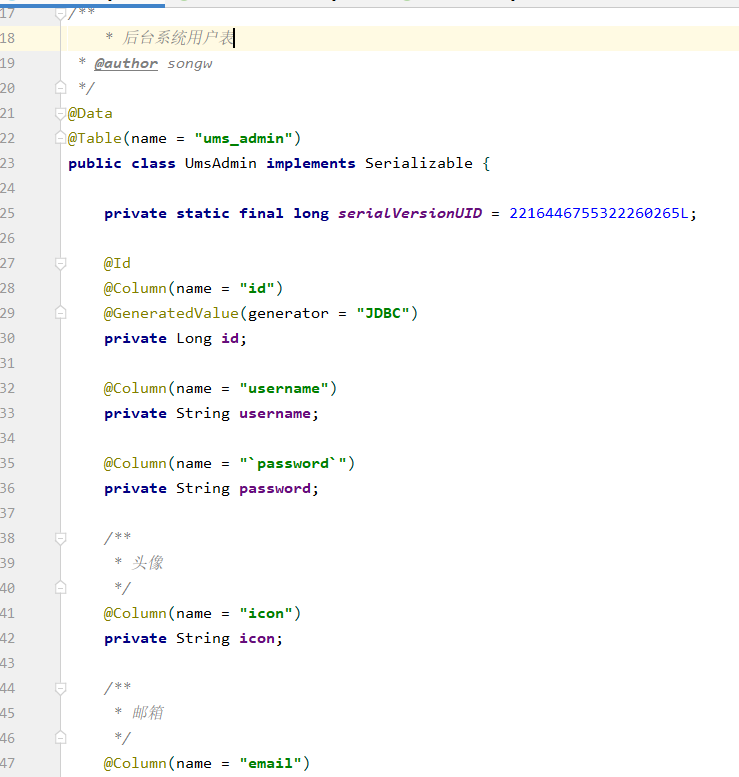 17 /**
18     * 后台系统用户表
19  * @author songw
20  */
21 @Data
22 @Table(name = "ums_admin")
23 public class UmsAdmin implements Serializable {
24
25     private static final long serialVersionUID = 2216446755322260265L;
26
27     @Id
28     @Column(name = "id")
29     @GeneratedValue(generator = "JDBC")
30     private Long id;
31
32     @Column(name = "username")
33     private String username;
34
35     @Column(name = "`password`")
36     private String password;
37
38     /**
39      * 头像
40      */
41     @Column(name = "icon")
42     private String icon;
43
44     /**
45      * 邮箱
46      */
47     @Column(name = "email")